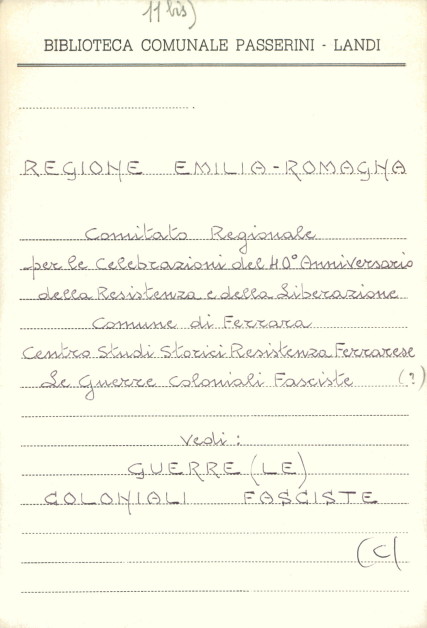 11 bis)
BIBLIOTECA COMUNALE PASSERINI - LANDI
REGIONE EMILIA-ROMAGNA
Comitato Regionale
per le Celebrazioni del 40° Anniversario
della Resistenza e della Liberazione
Comune di Ferrara
Centro Studi Storici Resistenza Ferrarese
Le Guerre Coloniali Fasciste (?)
Vedi:
GUERRE (LE)
COLONIALI FASCISTE
(C/